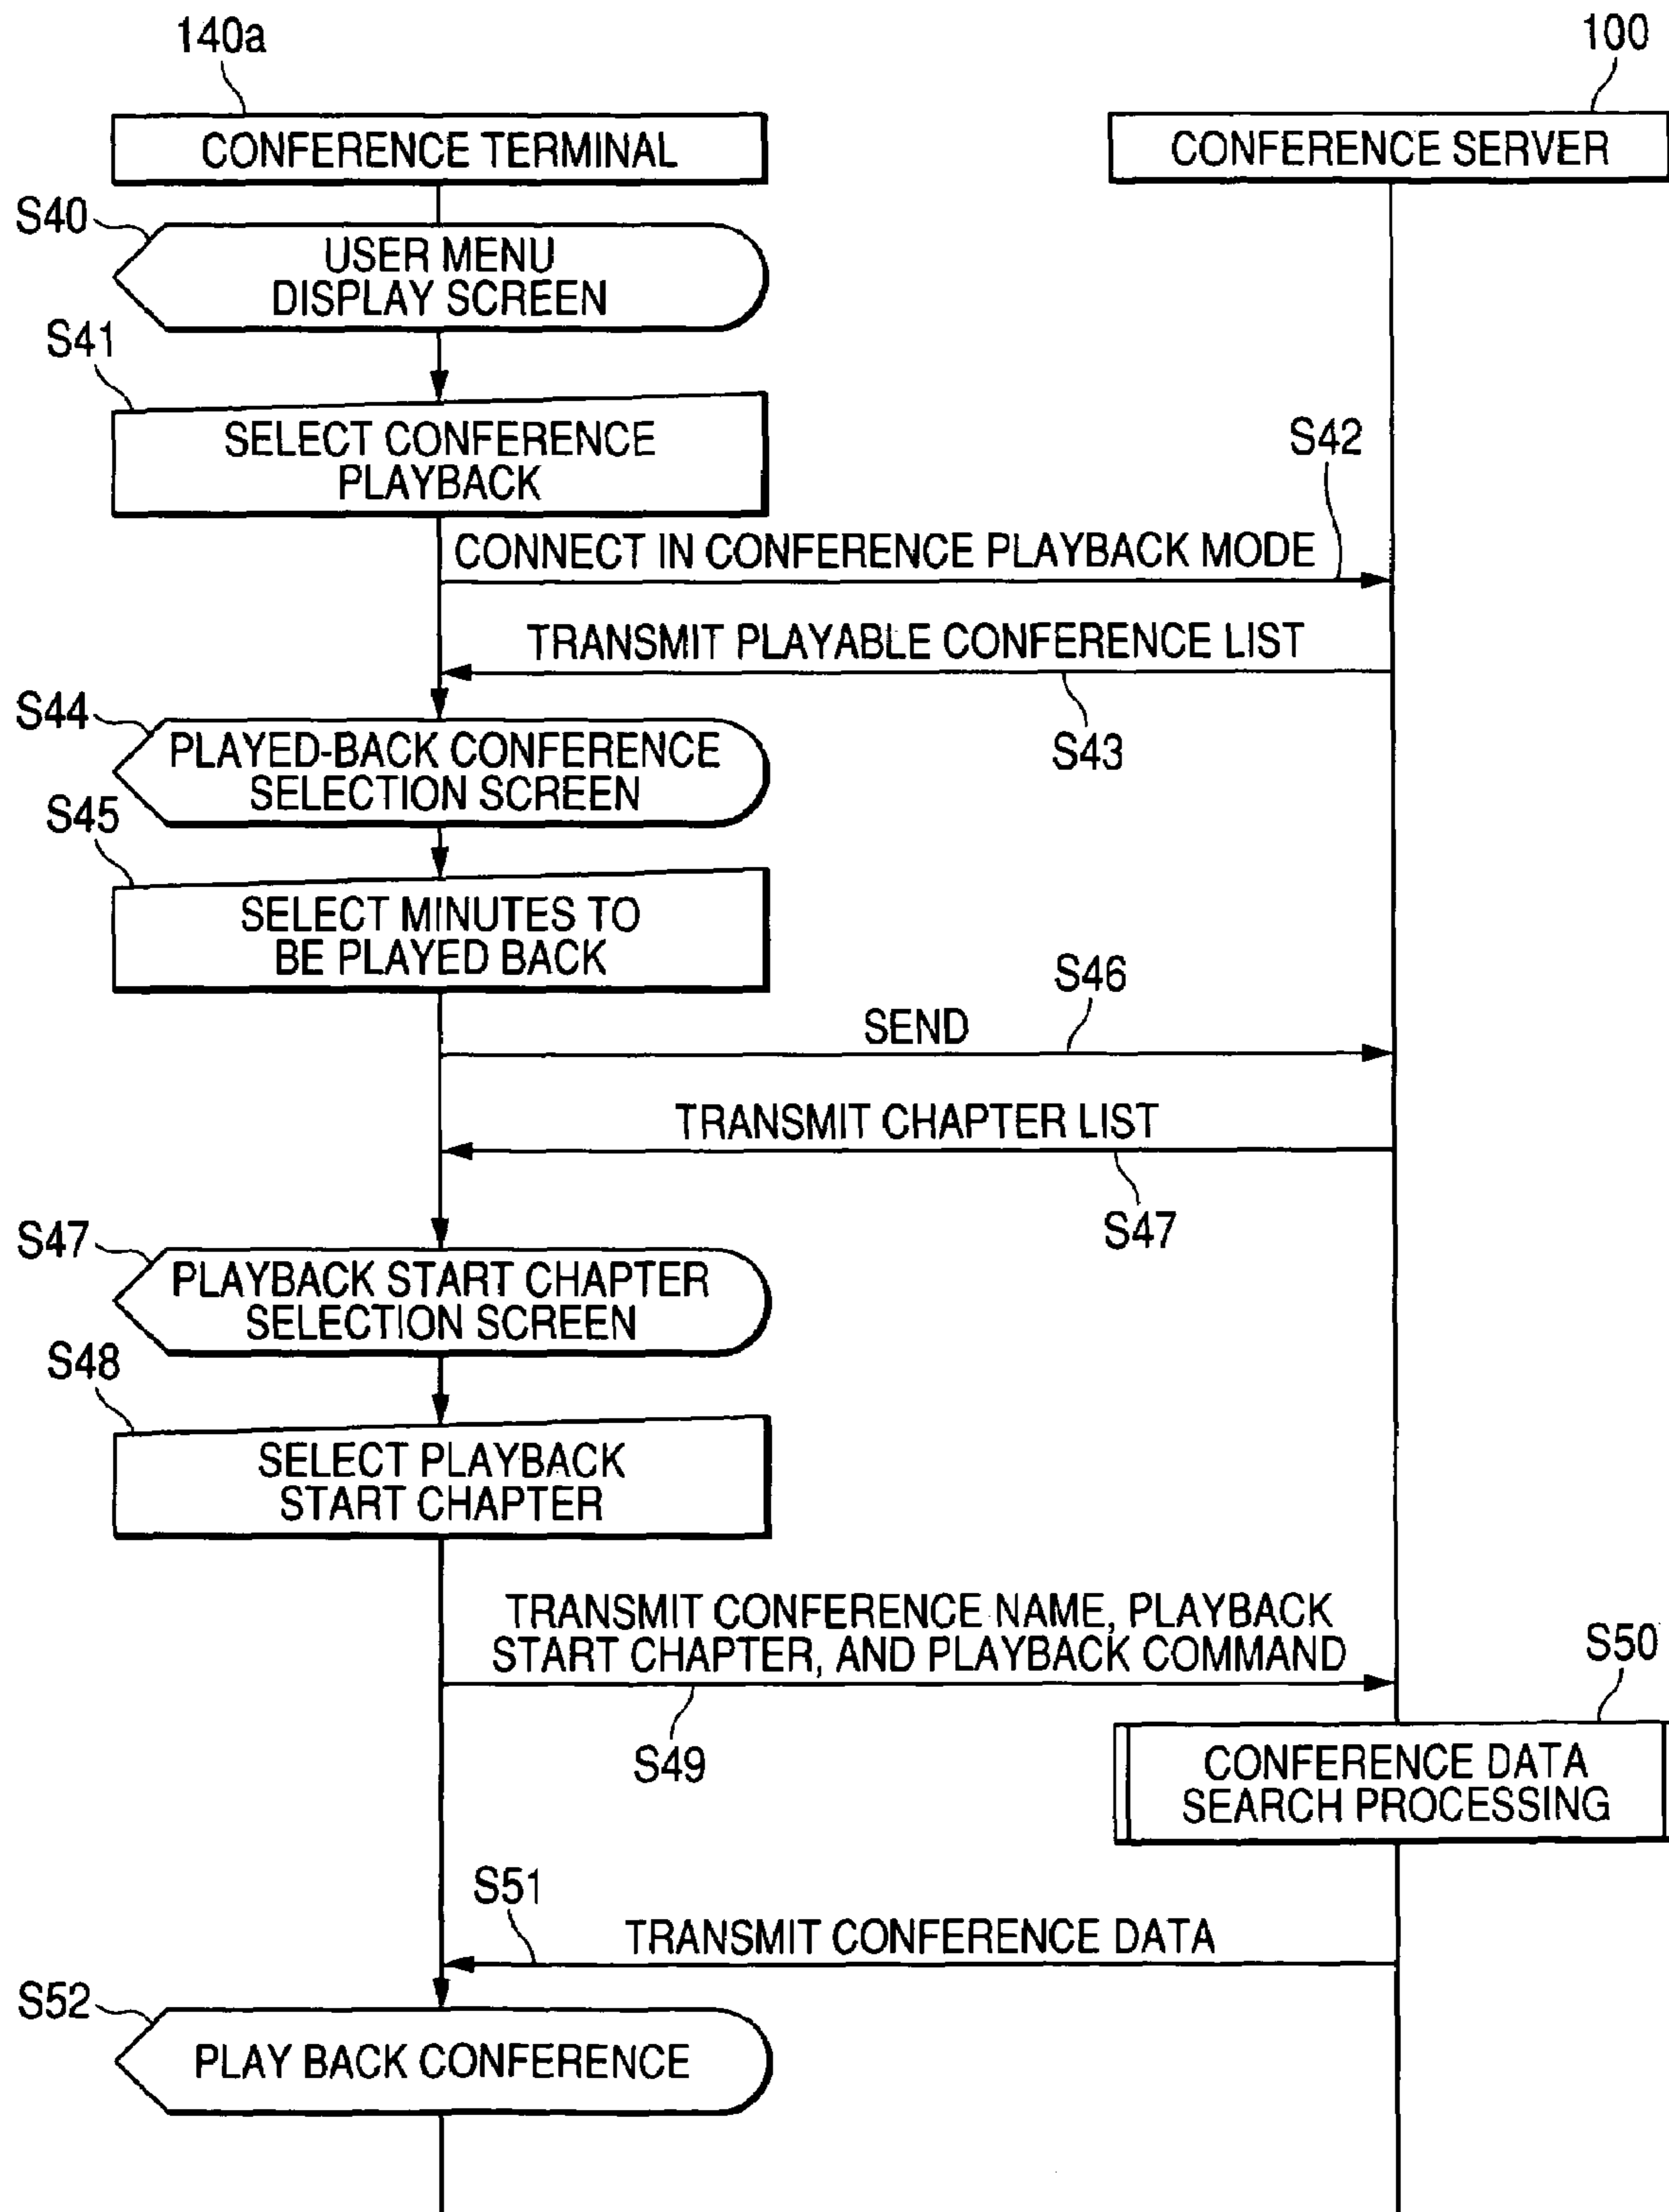 140a
100
CONFERENCE TERMINAL
CONFERENCE SERVER
S40
USER MENU
DISPLAY SCREEN
S41
SELECT CONFERENCE
PLAYBACK
S42
CONNECT IN CONFERENCE PLAYBACK MODE
TRANSMIT PLAYABLE CONFERENCE LIST
S43
S44
PLAYED-BACK CONFERENCE
SELECTION SCREEN
S45
SELECT MINUTES TO
BE PLAYED BACK
S46
SEND
TRANSMIT CHAPTER LIST
S47
S47
PLAYBACK START CHAPTER
SELECTION SCREEN
S48
SELECT PLAYBACK
START CHAPTER
TRANSMIT CONFERENCE NAME, PLAYBACK
START CHAPTER, AND PLAYBACK COMMAND
S49
S50
CONFERENCE DATA
SEARCH PROCESSING
S51
TRANSMIT CONFERENCE DATA
S52
PLAY BACK CONFERENCE